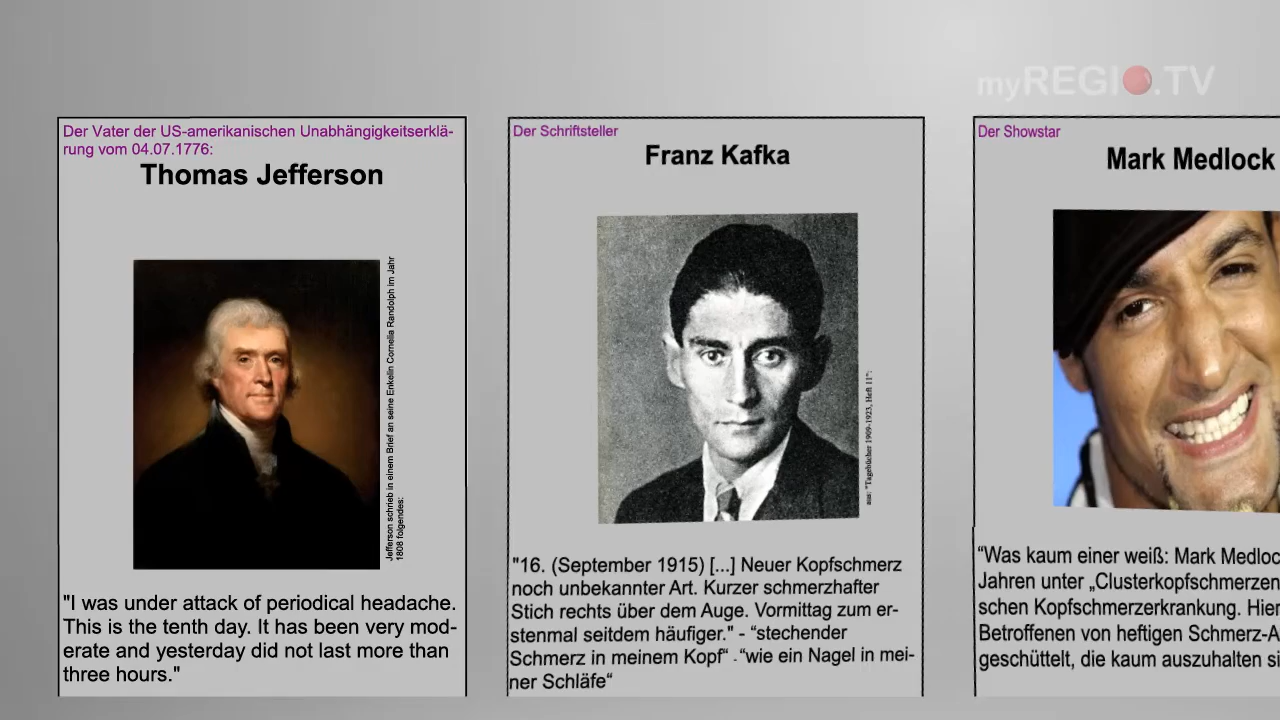 myREGIO.TV
Der Vater der US-amerikanischen Unabhängigkeitserklä-
rung vom 04.07.1776:
Thomas Jefferson
Jefferson schrieb in einem Brief an seine Enkelin Cornelia Randolph im Jahr
1808 folgendes:
"I was under attack of periodical headache.
This is the tenth day. It has been very mod-
erate and yesterday did not last more than
three hours."
Der Schriftsteller
Franz Kafka
aus: "Tagebücher 1909-1923, Heft 11":
"16. (September 1915) [...] Neuer Kopfschmerz
noch unbekannter Art. Kurzer schmerzhafter
Stich rechts über dem Auge. Vormittag zum er-
stenmal seitdem häufiger." - “stechender
Schmerz in meinem Kopf“ - “wie ein Nagel in mei-
ner Schläfe“
Der Showstar
Mark Medlock
“Was kaum einer weiß: Mark Medloc
Jahren unter „Clusterkopfschmerzen
schen Kopfschmerzerkrankung. Hier
Betroffenen von heftigen Schmerz-A
geschüttelt, die kaum auszuhalten si